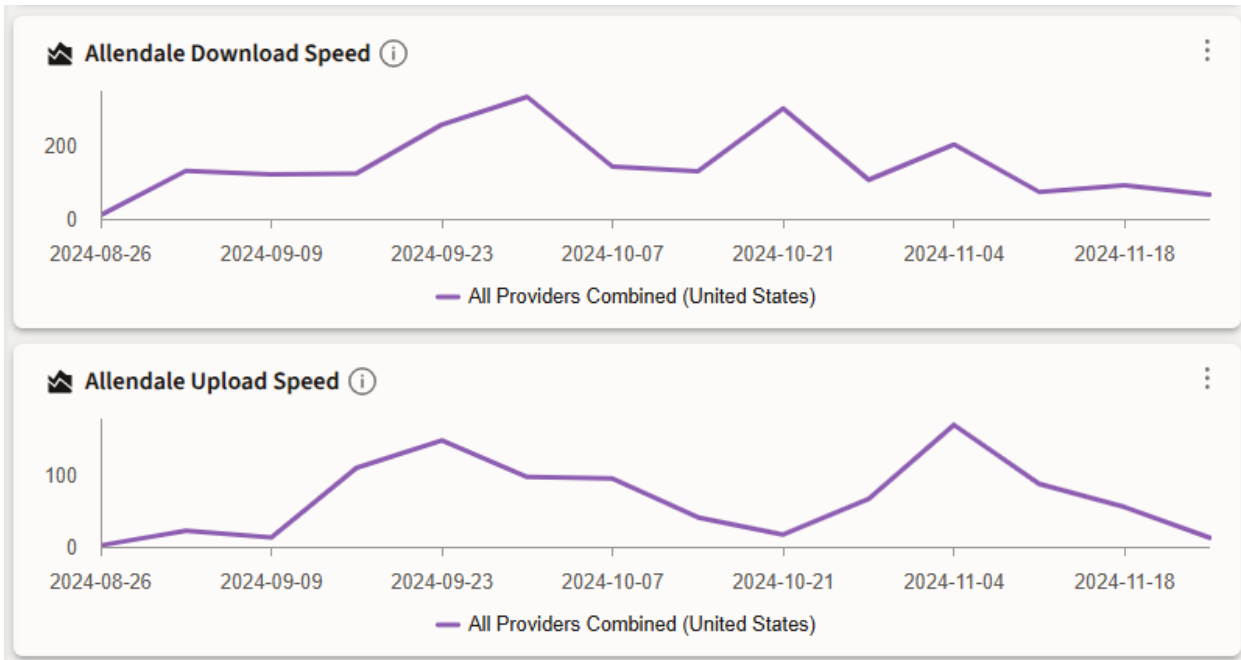 Allendale Download Speed
200
0
2024-08-26 2024-09-09 2024-09-23 2024-10-07 2024-10-21 2024-11-04 2024-11-18
All Providers Combined (United States)
Allendale Upload Speed
100
0
2024-08-26 2024-09-09 2024-09-23 2024-10-07 2024-10-21 2024-11-04 2024-11-18
All Providers Combined (United States)